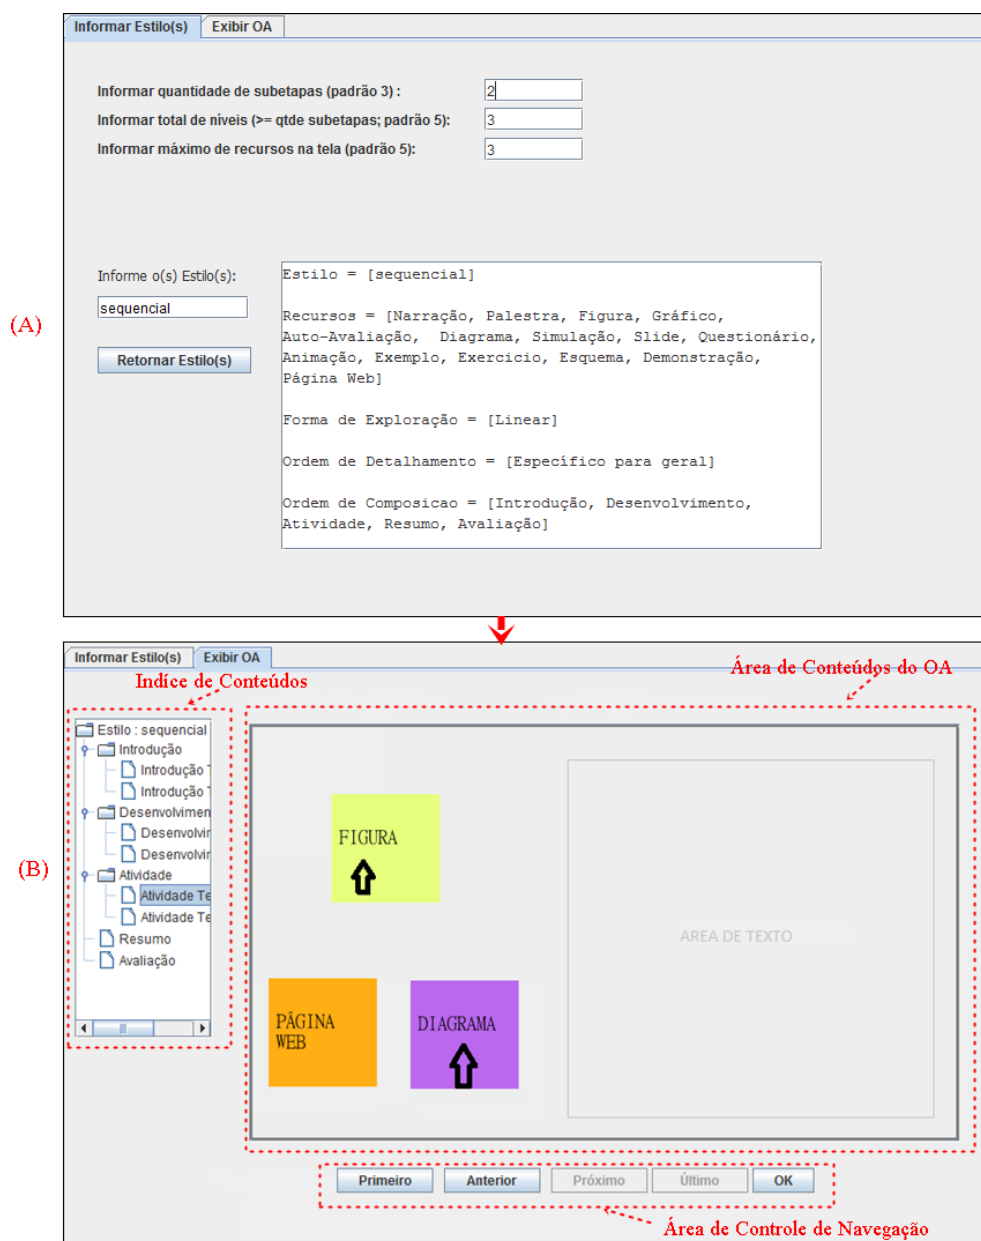 Informar Estilo(s) Exibir OA
Informar quantidade de subetapas (padrão 3) : 2
Informar total de níveis (>= qtde subetapas; padrão 5): 3
Informar máximo de recursos na tela (padrão 5): 3
Informe o(s) Estilo(s):
sequencial
Retornar Estilo(s)
Estilo = [sequencial]
Recursos = [Narração, Palestra, Figura, Gráfico,
Auto-Avaliação, Diagrama, Simulação, Slide, Questionário,
Animação, Exemplo, Exercicio, Esquema, Demonstração,
Página Web]
Forma de Exploração = [Linear]
Ordem de Detalhamento = [Específico para geral]
Ordem de Composicao = [Introdução, Desenvolvimento,
Atividade, Resumo, Avaliação]
(A)
Informar Estilo(s) Exibir OA
Indíce de Conteúdos
Área de Conteúdos do OA
Estilo : sequencial
Introdução
Introdução T
Introdução T
Desenvolvimen
Desenvolvir
Desenvolvir
Atividade
Atividade Te
Atividade Te
Resumo
Avaliação
(B)
FIGURA
PÁGINA
WEB
DIAGRAMA
AREA DE TEXTO
Primeiro Anterior Próximo Último OK
Área de Controle de Navegação